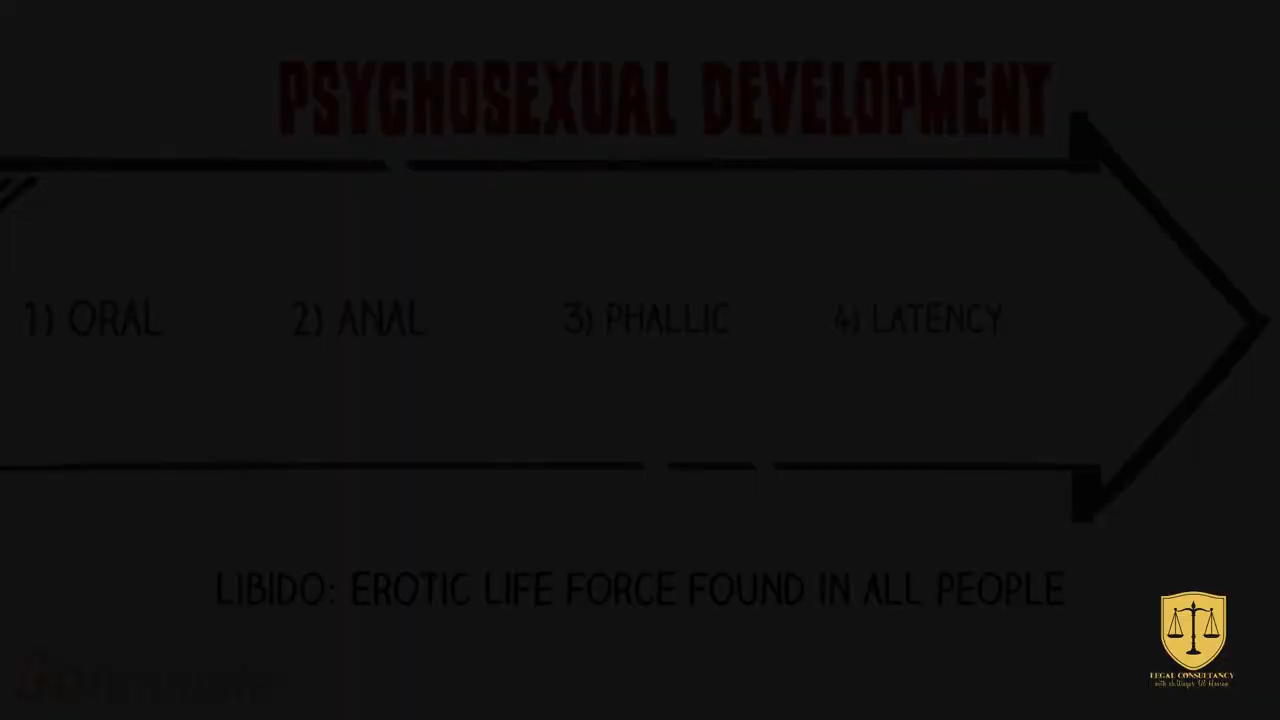 PSYCHOSEXUAL DEVELOPMENT
1) ORAL 2) ANAL 3) PHALLIC 4) LATENCY
LIBIDO: EROTIC LIFE FORCE FOUND IN ALL PEOPLE
LEGAL CONSULTANCY